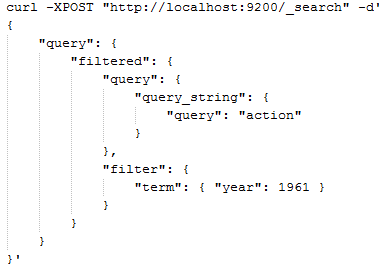 curl -XPOST "http://localhost:9200/_search" -d'
{
    "query": {
        "filtered": {
            "query": {
                "query_string": {
                    "query": "action"
                }
            },
            "filter": {
                "term": { "year": 1961 }
            }
        }
    }
}'